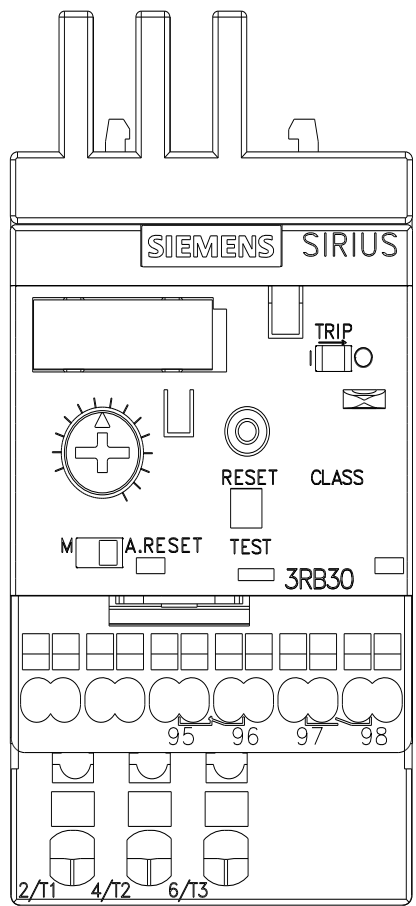 SIEMENS SIRIUS
TRIP
I O
RESET CLASS
M A.RESET TEST
3RB30
95 96 97 98
2/T1 4/T2 6/T3